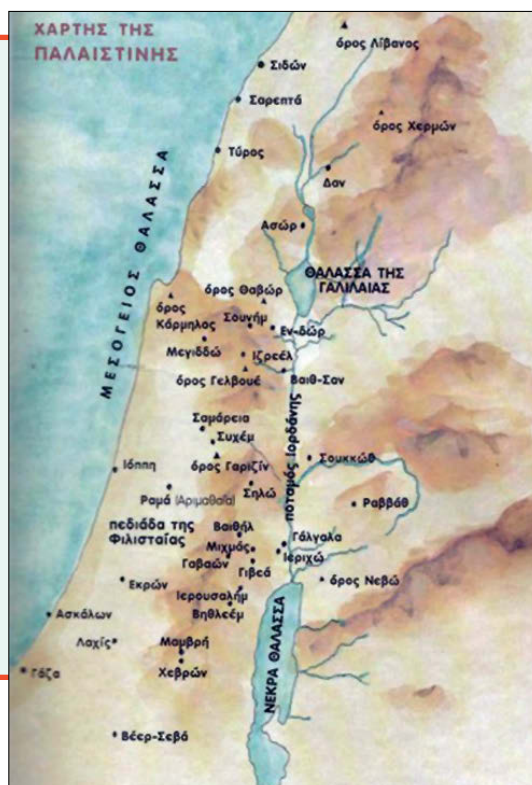 ΧΑΡΤΗΣ ΤΗΣ
ΠΑΛΑΙΣΤΙΝΗΣ
όρος Λίβανος
Σιδών
Σαρεπτά
όρος Χερμών
Τύρος
Δαν
ΜΕΣΟΓΕΙΟΣ ΘΑΛΑΣΣΑ
Ασώρ
ΘΑΛΑΣΣΑ ΤΗΣ
ΓΑΛΙΛΑΙΑΣ
όρος Θαβώρ
όρος
Κάρμηλος
Σουνήμ
Εν-δώρ
Μεγιδδώ
Ιζρεέλ
όρος Γελβουέ
Βαιθ-Σαν
ποταμός Ιορδάνης
Σαμάρεια
Συχέμ
Ιόππη
όρος Γαριζίν
Σουκκώθ
Ραμά (Αριμαθαία)
Σηλώ
Ραββάθ
πεδιάδα της
Φιλισταίας
Βαιθήλ
Μιχμάς
Γάλγαλα
Γαβαών
Ιεριχώ
Γιβεά
Εκρών
όρος Νεβώ
Ιερουσαλήμ
Βηθλεέμ
Ασκάλων
Λαχίς
Μαμβρή
ΝΕΚΡΑ ΘΑΛΑΣΣΑ
Γάζα
Χεβρών
Βέερ-Σεβά